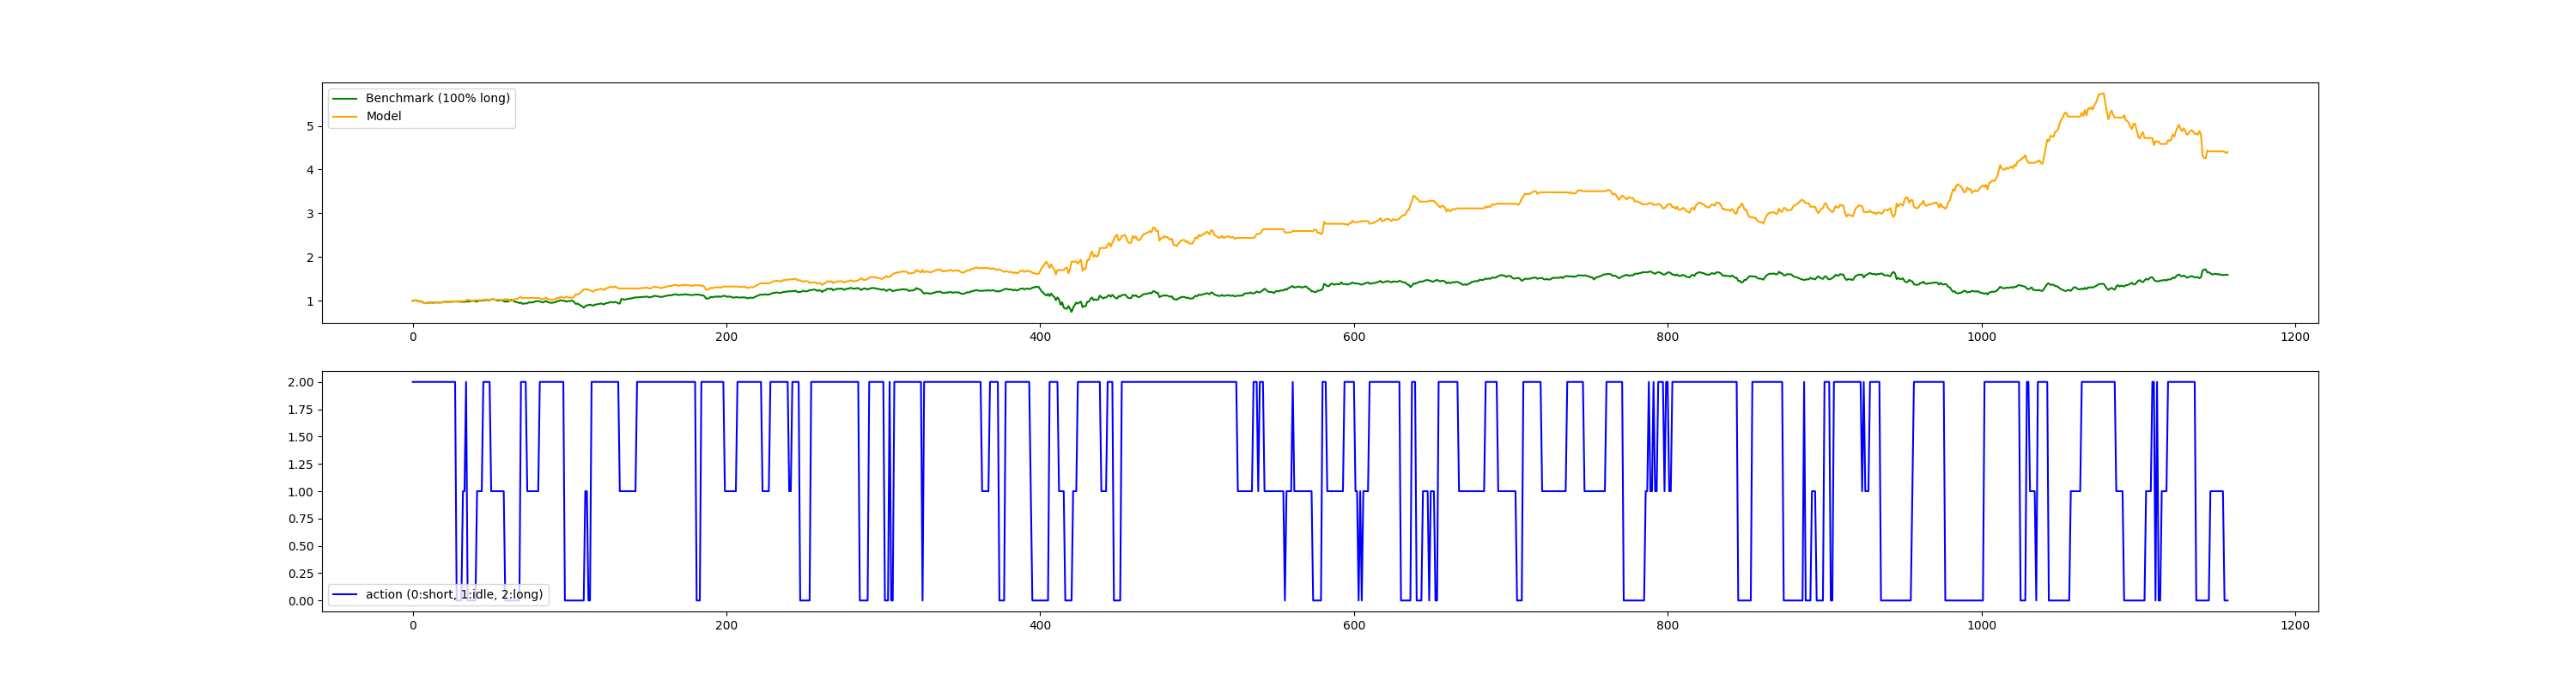 Benchmark (100% long)
Model
5
4
3
2
1
0 200 400 600 800 1000 1200
2.00
1.75
1.50
1.25
1.00
0.75
0.50
0.25
0.00
action (0:short, 1:idle, 2:long)
0 200 400 600 800 1000 1200